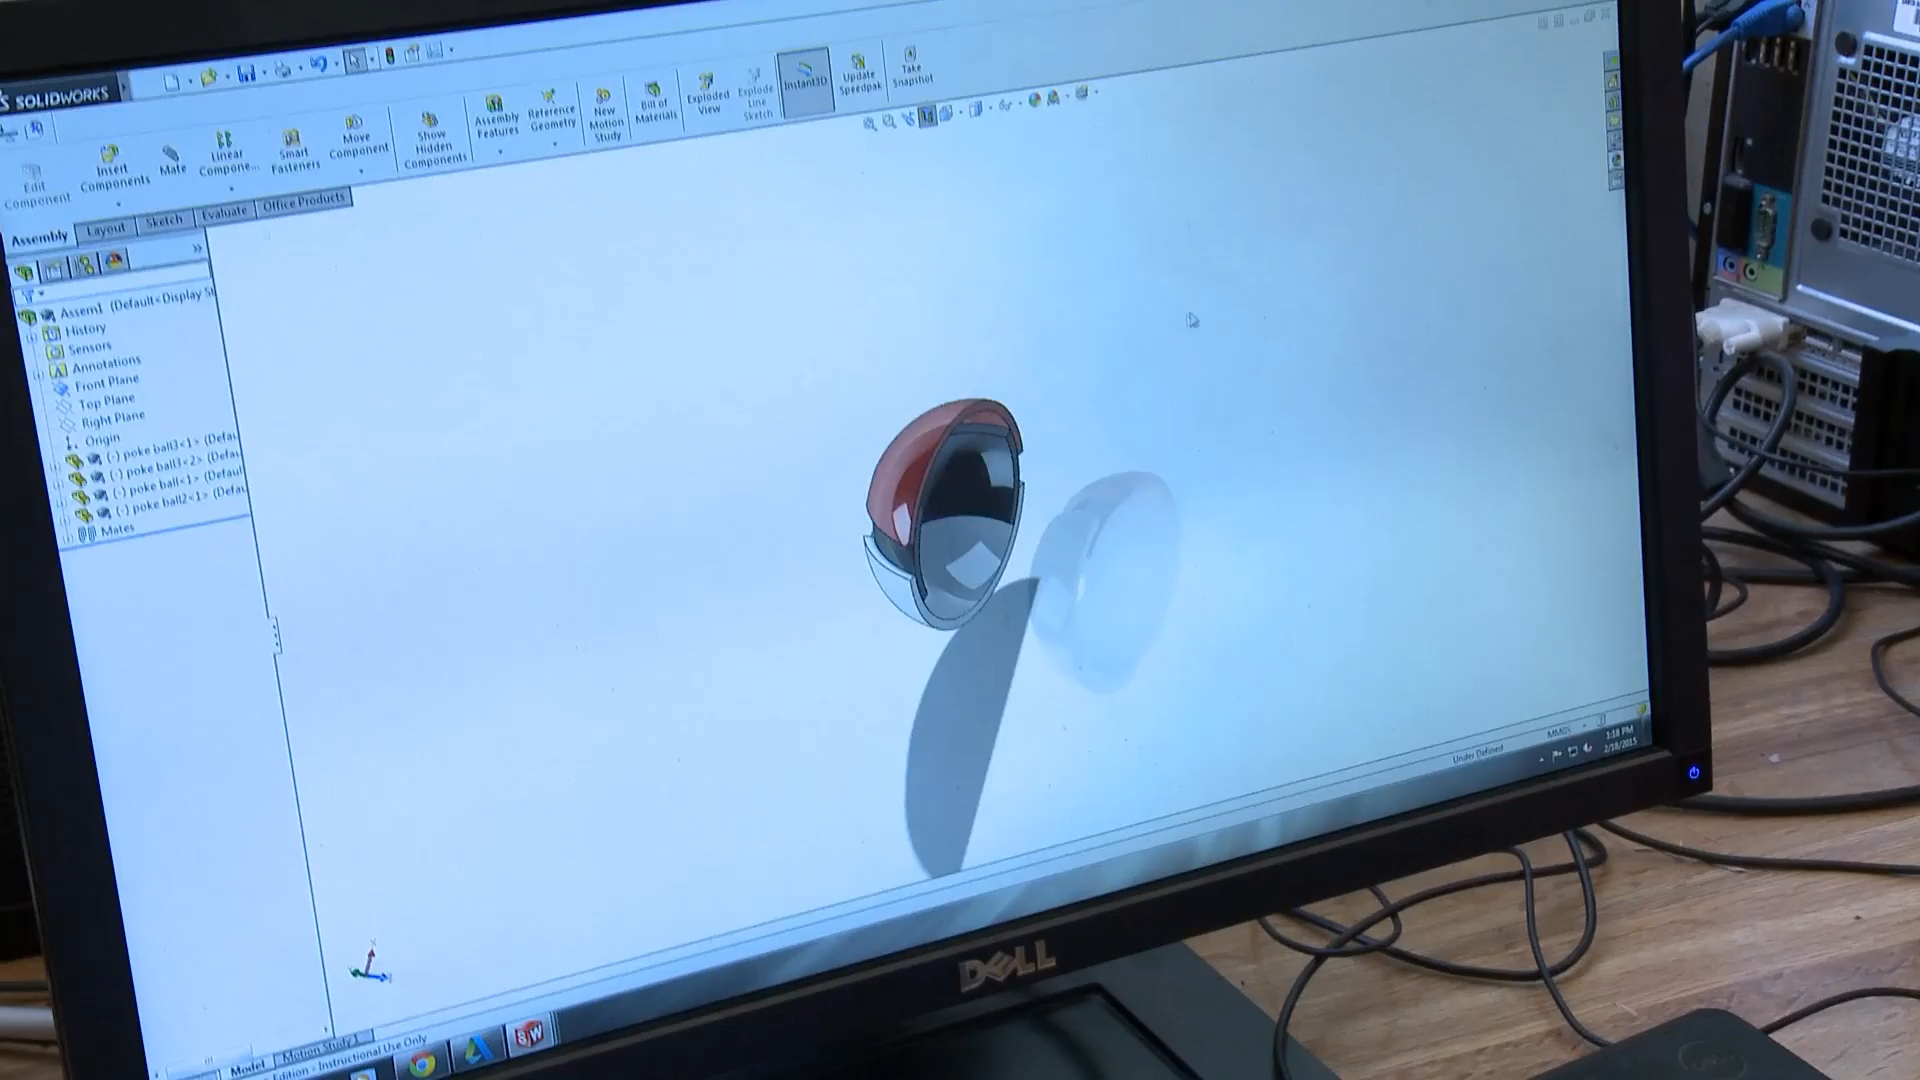 SOLIDWORKS
Edit Component
Insert Components
Mate
Linear Compone...
Smart Fasteners
Move Component
Show Hidden Components
Assembly Features
Reference Geometry
New Motion Study
Bill of Materials
Exploded View
Explode Line Sketch
Instant3D
Update Speedpak
Take Snapshot
Assembly
Layout
Sketch
Evaluate
Office Products
Assem1 (Default<Display St
History
Sensors
Annotations
Front Plane
Top Plane
Right Plane
Origin
(-) poke ball3<1> (Defau
(-) poke ball3<2> (Defau
(-) poke ball<1> (Default
(-) poke ball2<1> (Defau
Mates
Under Defined
MMGS
1:18 PM
2/18/2015
Model
Motion Study 1
Edition - Instructional Use Only
SW
DELL